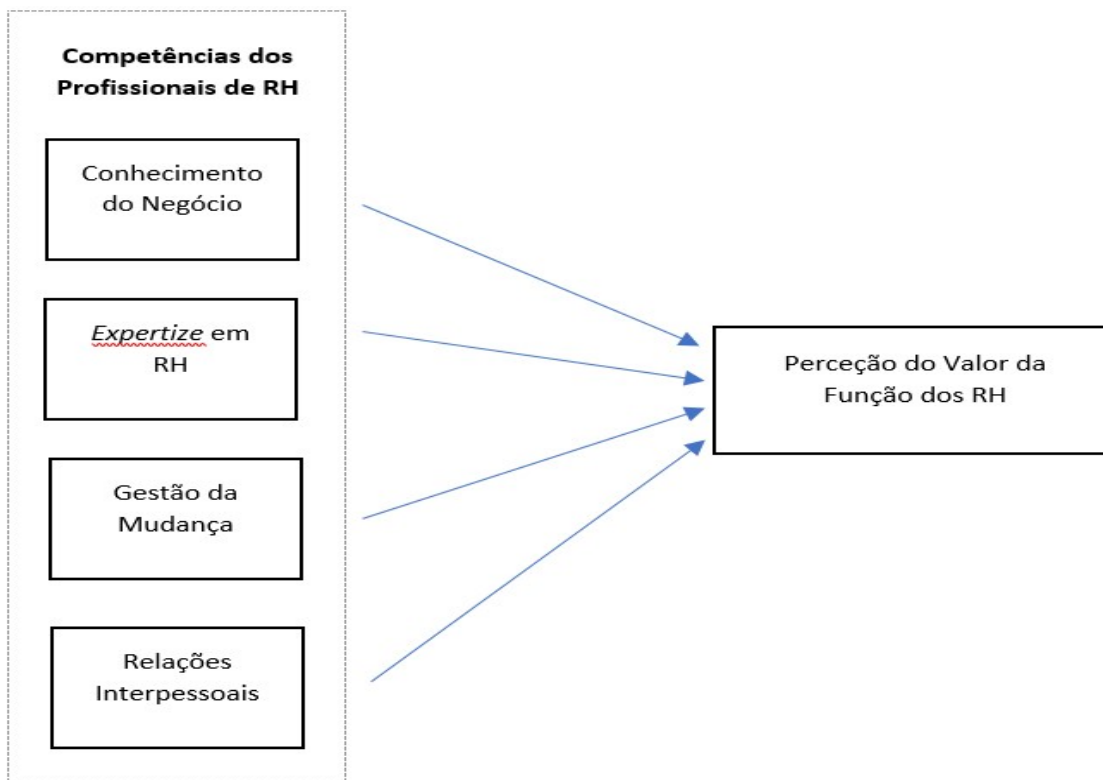 Competências dos
Profissionais de RH
Conhecimento
do Negócio
Expertize em
RH
Gestão da
Mudança
Relações
Interpessoais
Perceção do Valor da
Função dos RH